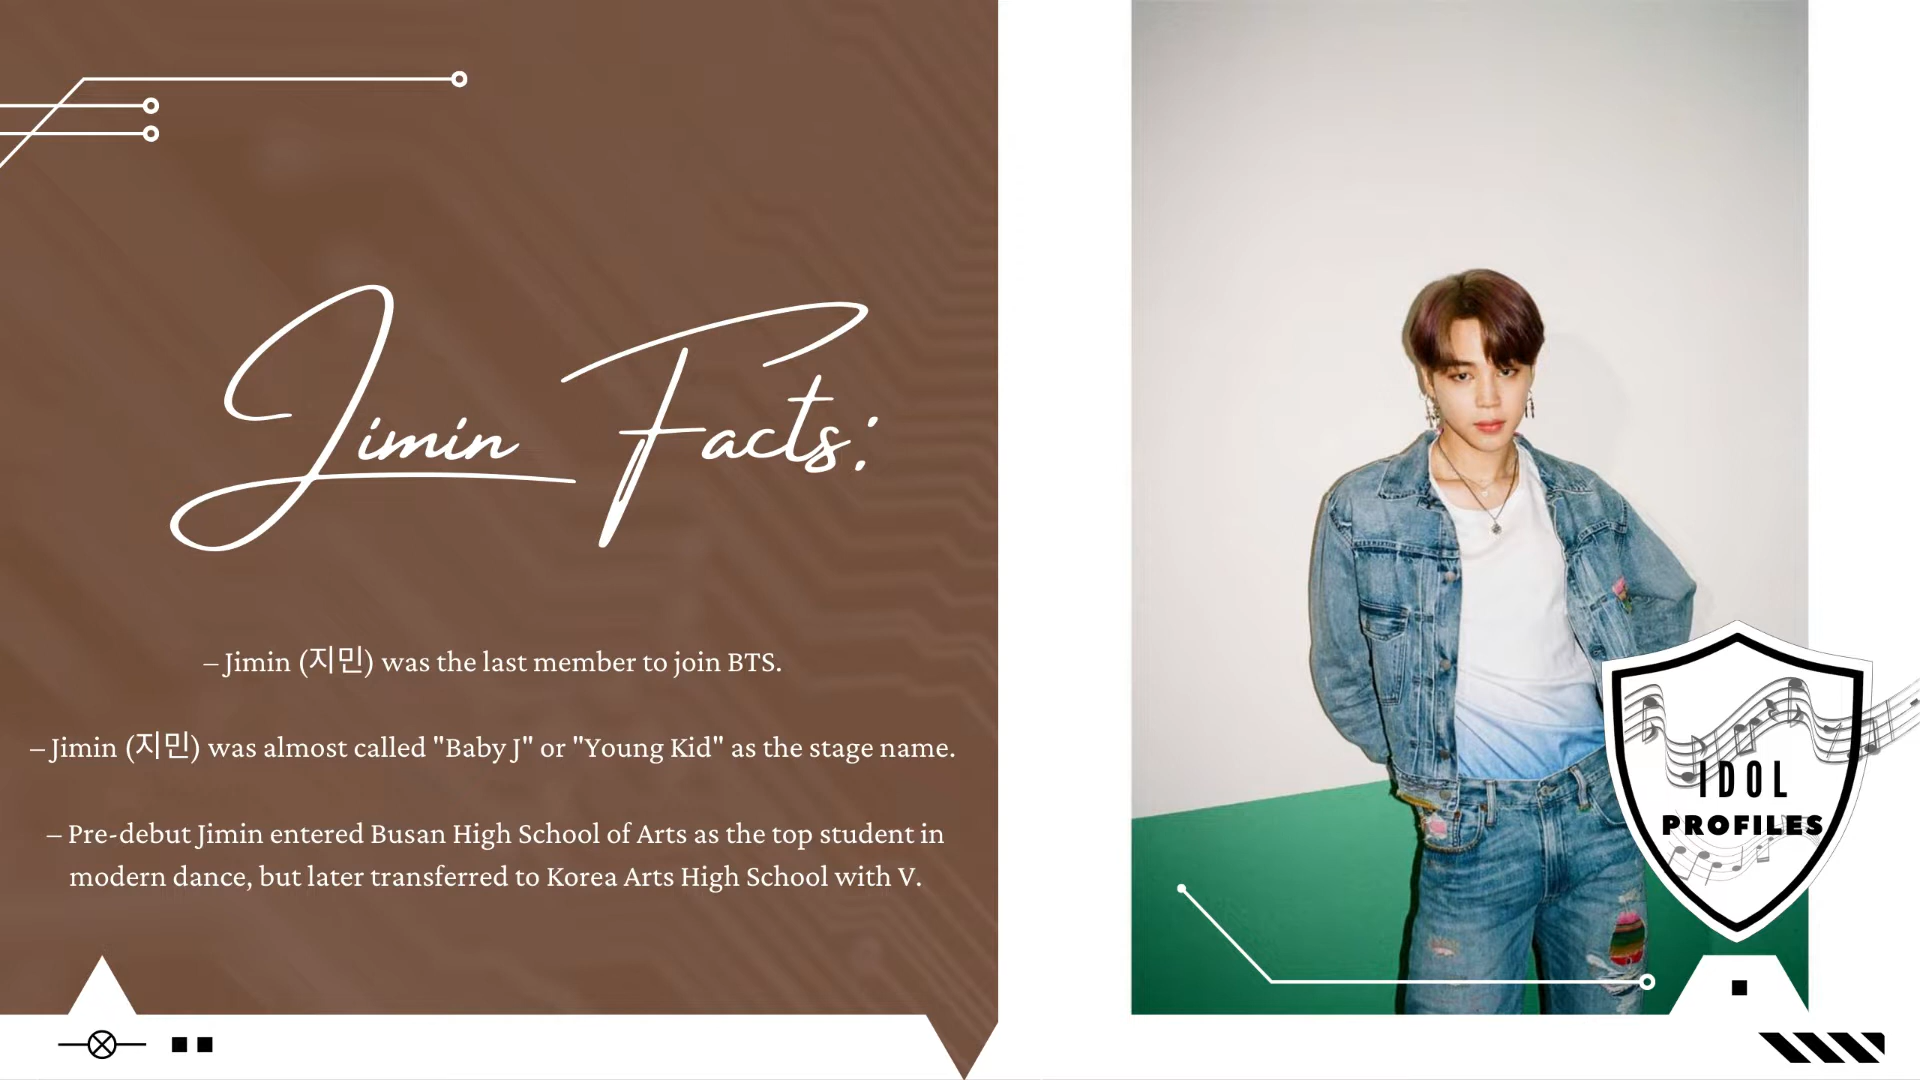 Jimin Facts:
– Jimin (지민) was the last member to join BTS.
– Jimin (지민) was almost called "Baby J" or "Young Kid" as the stage name.
– Pre-debut Jimin entered Busan High School of Arts as the top student in
modern dance, but later transferred to Korea Arts High School with V.
IDOL
PROFILES